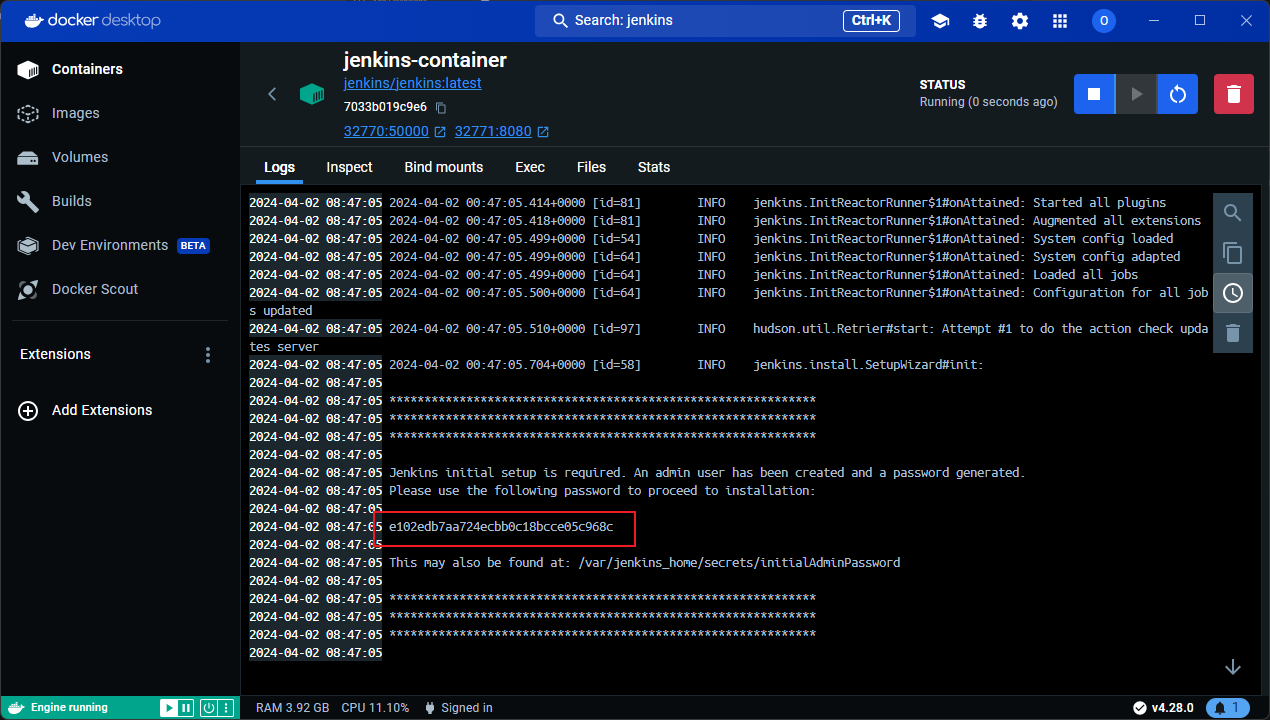 docker desktop
Search: jenkins
Ctrl+K
O
Containers
Images
Volumes
Builds
Dev Environments BETA
Docker Scout
Extensions
Add Extensions
jenkins-container
jenkins/jenkins:latest
7033b019c9e6
32770:50000 32771:8080
STATUS
Running (0 seconds ago)
Logs Inspect Bind mounts Exec Files Stats
2024-04-02 08:47:05 2024-04-02 00:47:05.414+0000 [id=81] INFO jenkins.InitReactorRunner$1#onAttained: Started all plugins
2024-04-02 08:47:05 2024-04-02 00:47:05.418+0000 [id=81] INFO jenkins.InitReactorRunner$1#onAttained: Augmented all extensions
2024-04-02 08:47:05 2024-04-02 00:47:05.499+0000 [id=54] INFO jenkins.InitReactorRunner$1#onAttained: System config loaded
2024-04-02 08:47:05 2024-04-02 00:47:05.499+0000 [id=64] INFO jenkins.InitReactorRunner$1#onAttained: System config adapted
2024-04-02 08:47:05 2024-04-02 00:47:05.499+0000 [id=64] INFO jenkins.InitReactorRunner$1#onAttained: Loaded all jobs
2024-04-02 08:47:05 2024-04-02 00:47:05.500+0000 [id=64] INFO jenkins.InitReactorRunner$1#onAttained: Configuration for all job
s updated
2024-04-02 08:47:05 2024-04-02 00:47:05.510+0000 [id=97] INFO hudson.util.Retrier#start: Attempt #1 to do the action check upda
tes server
2024-04-02 08:47:05 2024-04-02 00:47:05.704+0000 [id=58] INFO jenkins.install.SetupWizard#init:
2024-04-02 08:47:05
2024-04-02 08:47:05 *************************************************************
2024-04-02 08:47:05 *************************************************************
2024-04-02 08:47:05 *************************************************************
2024-04-02 08:47:05
2024-04-02 08:47:05 Jenkins initial setup is required. An admin user has been created and a password generated.
2024-04-02 08:47:05 Please use the following password to proceed to installation:
2024-04-02 08:47:05
2024-04-02 08:47:05 e102edb7aa724ecbb0c18bcce05c968c
2024-04-02 08:47:05
2024-04-02 08:47:05 This may also be found at: /var/jenkins_home/secrets/initialAdminPassword
2024-04-02 08:47:05
2024-04-02 08:47:05 *************************************************************
2024-04-02 08:47:05 *************************************************************
2024-04-02 08:47:05 *************************************************************
2024-04-02 08:47:05
Engine running
RAM 3.92 GB CPU 11.10% Signed in
v4.28.0
1